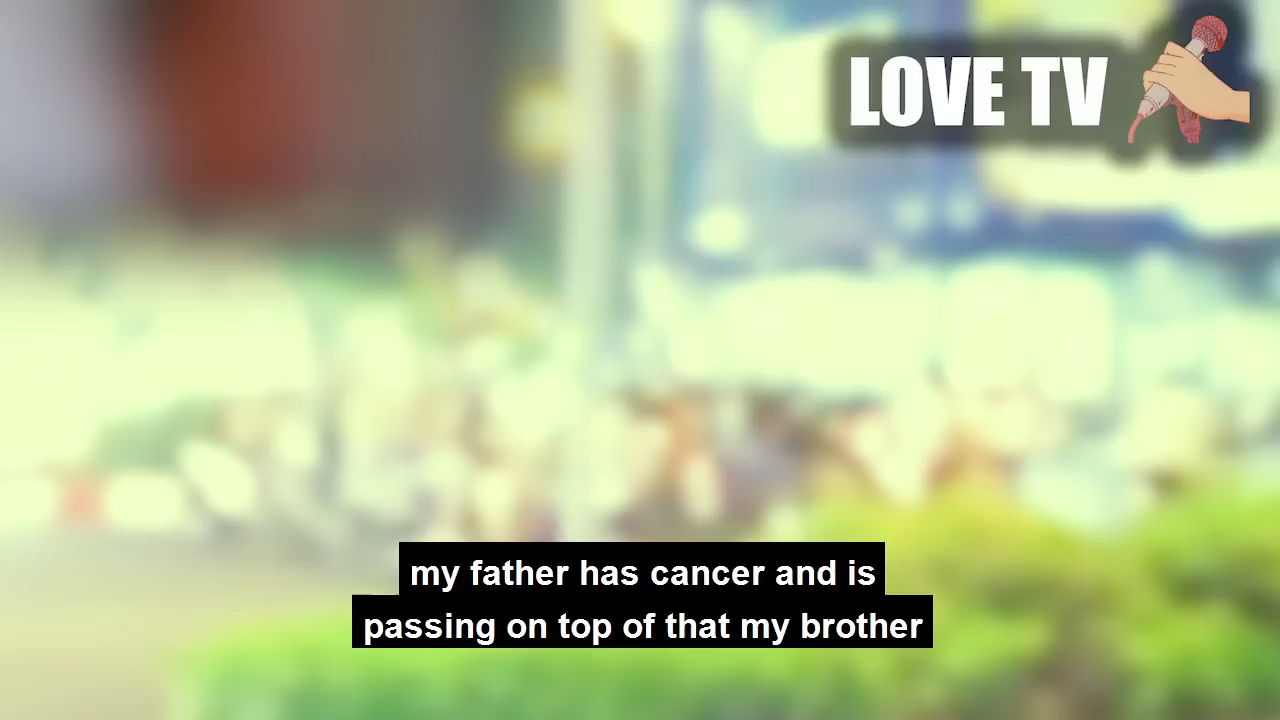 LOVE TV
my father has cancer and is
passing on top of that my brother